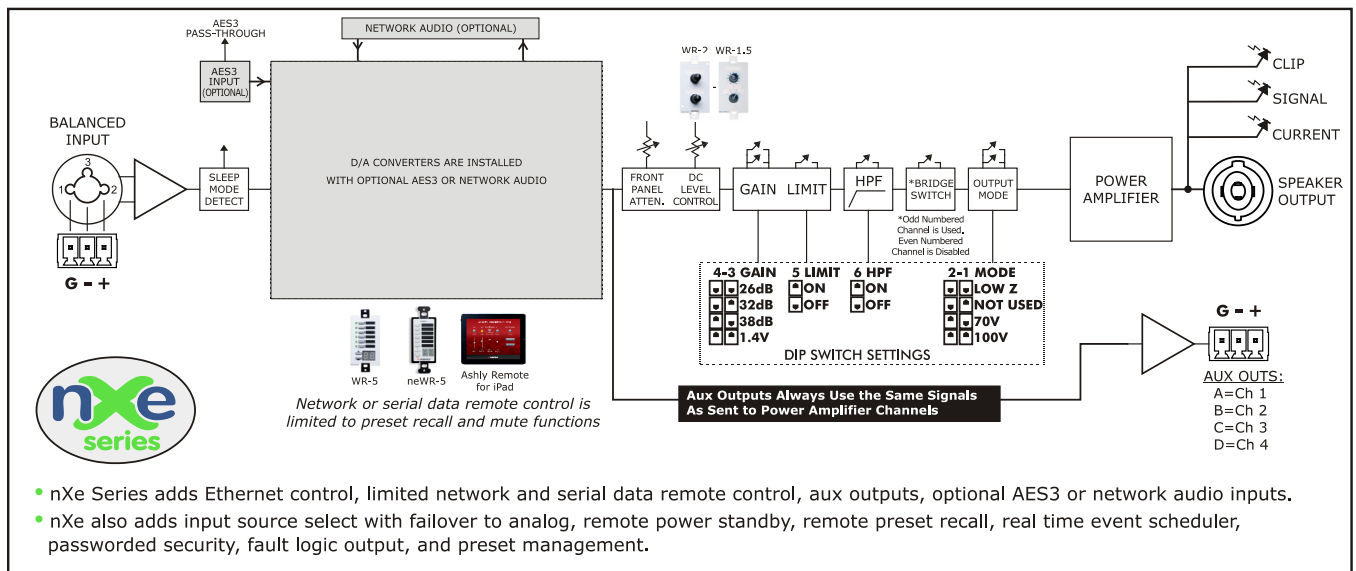 AES3
PASS-THROUGH
NETWORK AUDIO (OPTIONAL)
AES3
INPUT
(OPTIONAL)
BALANCED
INPUT
3
1
2
G - +
SLEEP
MODE
DETECT
D/A CONVERTERS ARE INSTALLED
WITH OPTIONAL AES3 OR NETWORK AUDIO
WR-2 WR-1.5
-
FRONT
PANEL
ATTEN.
DC
LEVEL
CONTROL
GAIN LIMIT
HPF
*BRIDGE
SWITCH
*Odd Numbered
Channel is Used.
Even Numbered
Channel is Disabled
OUTPUT
MODE
POWER
AMPLIFIER
CLIP
SIGNAL
CURRENT
SPEAKER
OUTPUT
4-3 GAIN
26dB
32dB
38dB
1.4V
5 LIMIT
ON
OFF
6 HPF
ON
OFF
2-1 MODE
LOW Z
NOT USED
70V
100V
DIP SWITCH SETTINGS
WR-5
neWR-5
Ashly Remote
for iPad
Network or serial data remote control is
limited to preset recall and mute functions
Aux Outputs Always Use the Same Signals
As Sent to Power Amplifier Channels
G - +
AUX OUTS:
A=Ch 1
B=Ch 2
C=Ch 3
D=Ch 4
nXe
series
• nXe Series adds Ethernet control, limited network and serial data remote control, aux outputs, optional AES3 or network audio inputs.
• nXe also adds input source select with failover to analog, remote power standby, remote preset recall, real time event scheduler,
passworded security, fault logic output, and preset management.